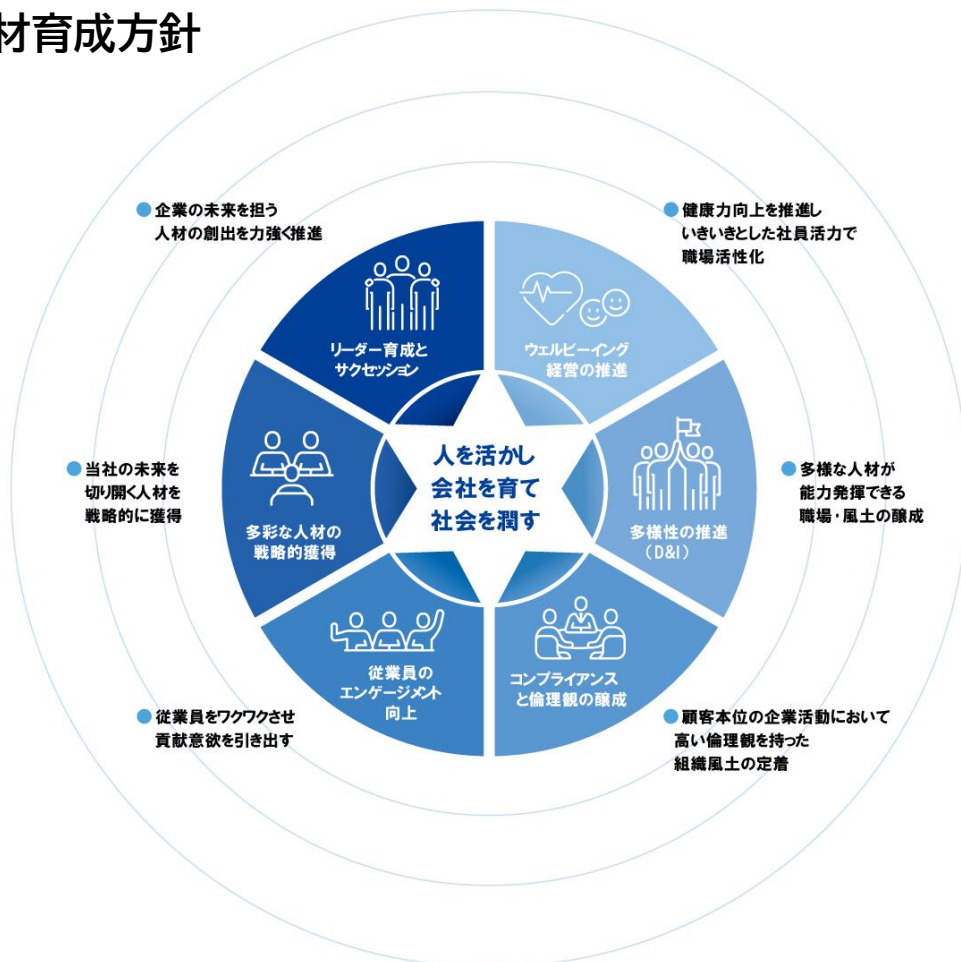 材育成方針
企業の未来を担う
人材の創出を力強く推進
健康力向上を推進し
いきいきとした社員活力で
職場活性化
リーダー育成と
サクセッション
ウェルビーイング
経営の推進
当社の未来を
切り開く人材を
戦略的に獲得
多彩な人材の
戦略的獲得
人を活かし
会社を育て
社会を潤す
多様性の推進
（D&I）
多様な人材が
能力発揮できる
職場・風土の醸成
従業員の
エンゲージメント
向上
コンプライアンス
と倫理観の醸成
従業員をワクワクさせ
貢献意欲を引き出す
顧客本位の企業活動において
高い倫理観を持った
組織風土の定着